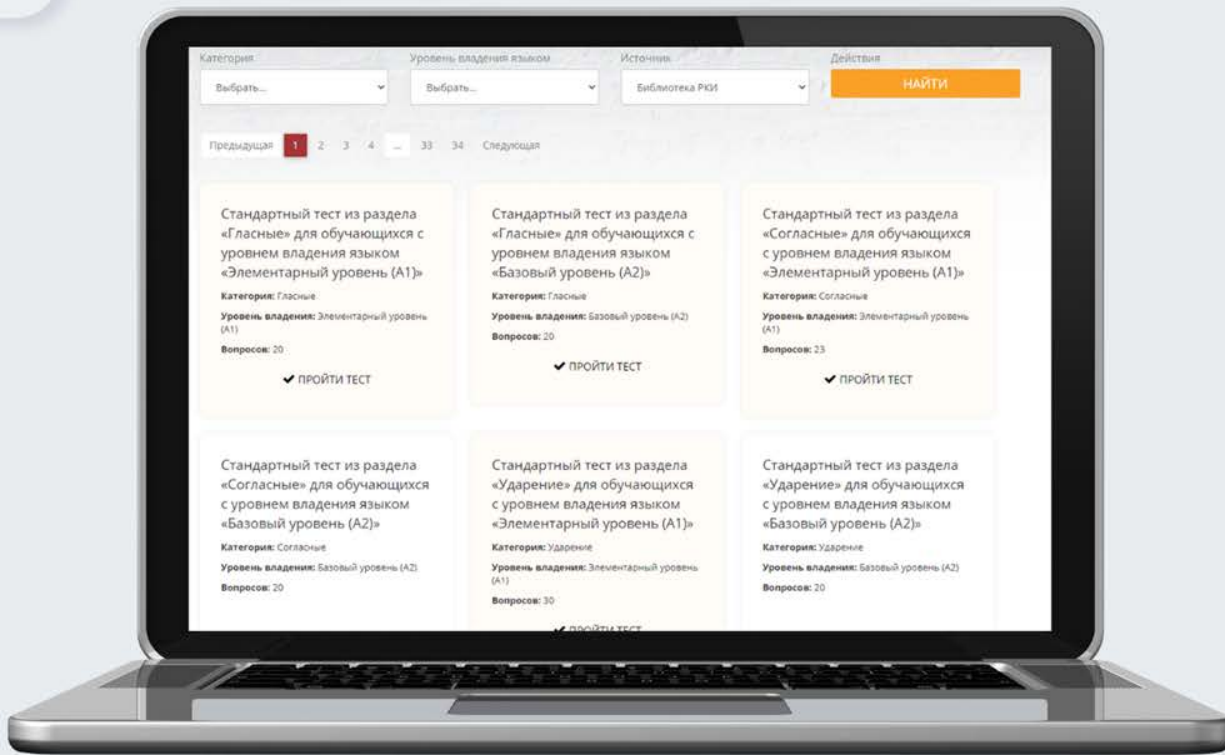 Категория
Уровень владения языком
Источник
Действия
Выбрать...
Выбрать...
Библиотека РКИ
НАЙТИ
Предыдущая 1 2 3 4 ... 33 34 Следующая
Стандартный тест из раздела
«Гласные» для обучающихся с
уровнем владения языком
«Элементарный уровень (А1)»
Категория: Гласные
Уровень владения: Элементарный уровень
(А1)
Вопросов: 20
ПРОЙТИ ТЕСТ
Стандартный тест из раздела
«Гласные» для обучающихся с
уровнем владения языком
«Базовый уровень (А2)»
Категория: Гласные
Уровень владения: Базовый уровень (А2)
Вопросов: 20
ПРОЙТИ ТЕСТ
Стандартный тест из раздела
«Согласные» для обучающихся
с уровнем владения языком
«Элементарный уровень (А1)»
Категория: Согласные
Уровень владения: Элементарный уровень
(А1)
Вопросов: 23
ПРОЙТИ ТЕСТ
Стандартный тест из раздела
«Согласные» для обучающихся
с уровнем владения языком
«Базовый уровень (А2)»
Категория: Согласные
Уровень владения: Базовый уровень (А2)
Вопросов: 20
Стандартный тест из раздела
«Ударение» для обучающихся
с уровнем владения языком
«Элементарный уровень (А1)»
Категория: Ударение
Уровень владения: Элементарный уровень
(А1)
Вопросов: 30
ПРОЙТИ ТЕСТ
Стандартный тест из раздела
«Ударение» для обучающихся
с уровнем владения языком
«Базовый уровень (А2)»
Категория: Ударение
Уровень владения: Базовый уровень (А2)
Вопросов: 20